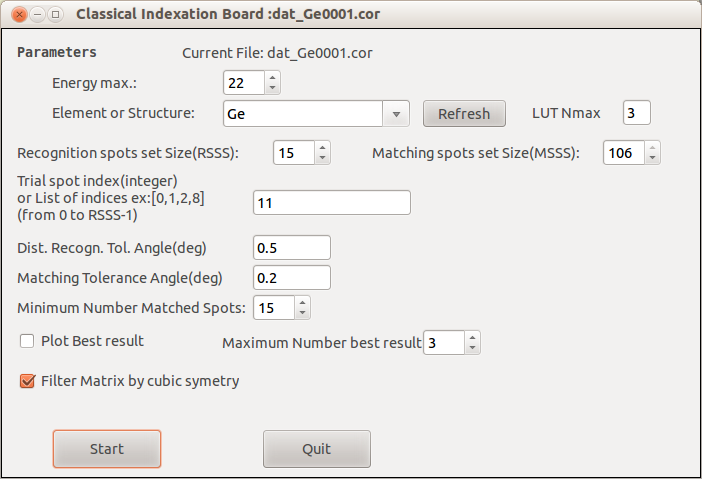 Classical Indexation Board :dat_Ge0001.cor
Parameters Current File: dat_Ge0001.cor
Energy max.: 22
Element or Structure: Ge Refresh LUT Nmax 3
Recognition spots set Size(RSSS): 15 Matching spots set Size(MSSS): 106
Trial spot index(integer)
or List of indices ex:[0,1,2,8]
(from 0 to RSSS-1)
11
Dist. Recogn. Tol. Angle(deg) 0.5
Matching Tolerance Angle(deg) 0.2
Minimum Number Matched Spots: 15
Plot Best result Maximum Number best result 3
Filter Matrix by cubic symetry
Start Quit